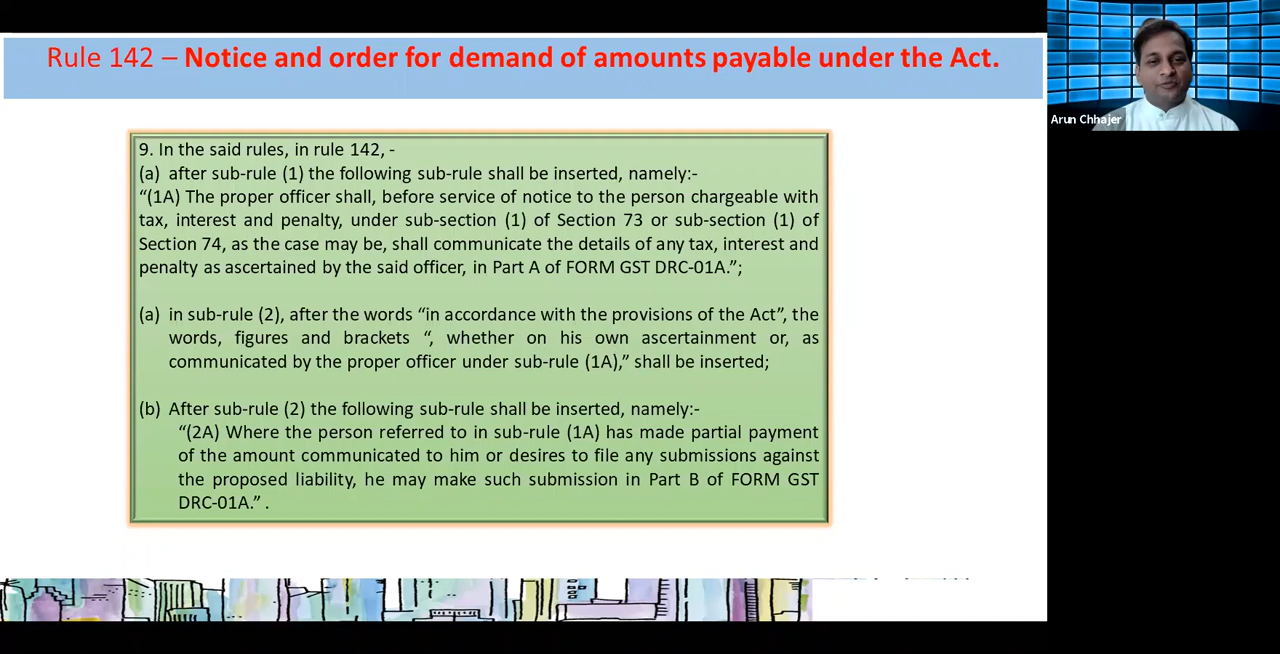 Rule 142 – Notice and order for demand of amounts payable under the Act.
Arun Chhajer
9. In the said rules, in rule 142, -
(a) after sub-rule (1) the following sub-rule shall be inserted, namely:-
“(1A) The proper officer shall, before service of notice to the person chargeable with
tax, interest and penalty, under sub-section (1) of Section 73 or sub-section (1) of
Section 74, as the case may be, shall communicate the details of any tax, interest and
penalty as ascertained by the said officer, in Part A of FORM GST DRC-01A.”;
(a) in sub-rule (2), after the words “in accordance with the provisions of the Act”, the
words, figures and brackets “, whether on his own ascertainment or, as
communicated by the proper officer under sub-rule (1A),” shall be inserted;
(b) After sub-rule (2) the following sub-rule shall be inserted, namely:-
“(2A) Where the person referred to in sub-rule (1A) has made partial payment
of the amount communicated to him or desires to file any submissions against
the proposed liability, he may make such submission in Part B of FORM GST
DRC-01A.” .